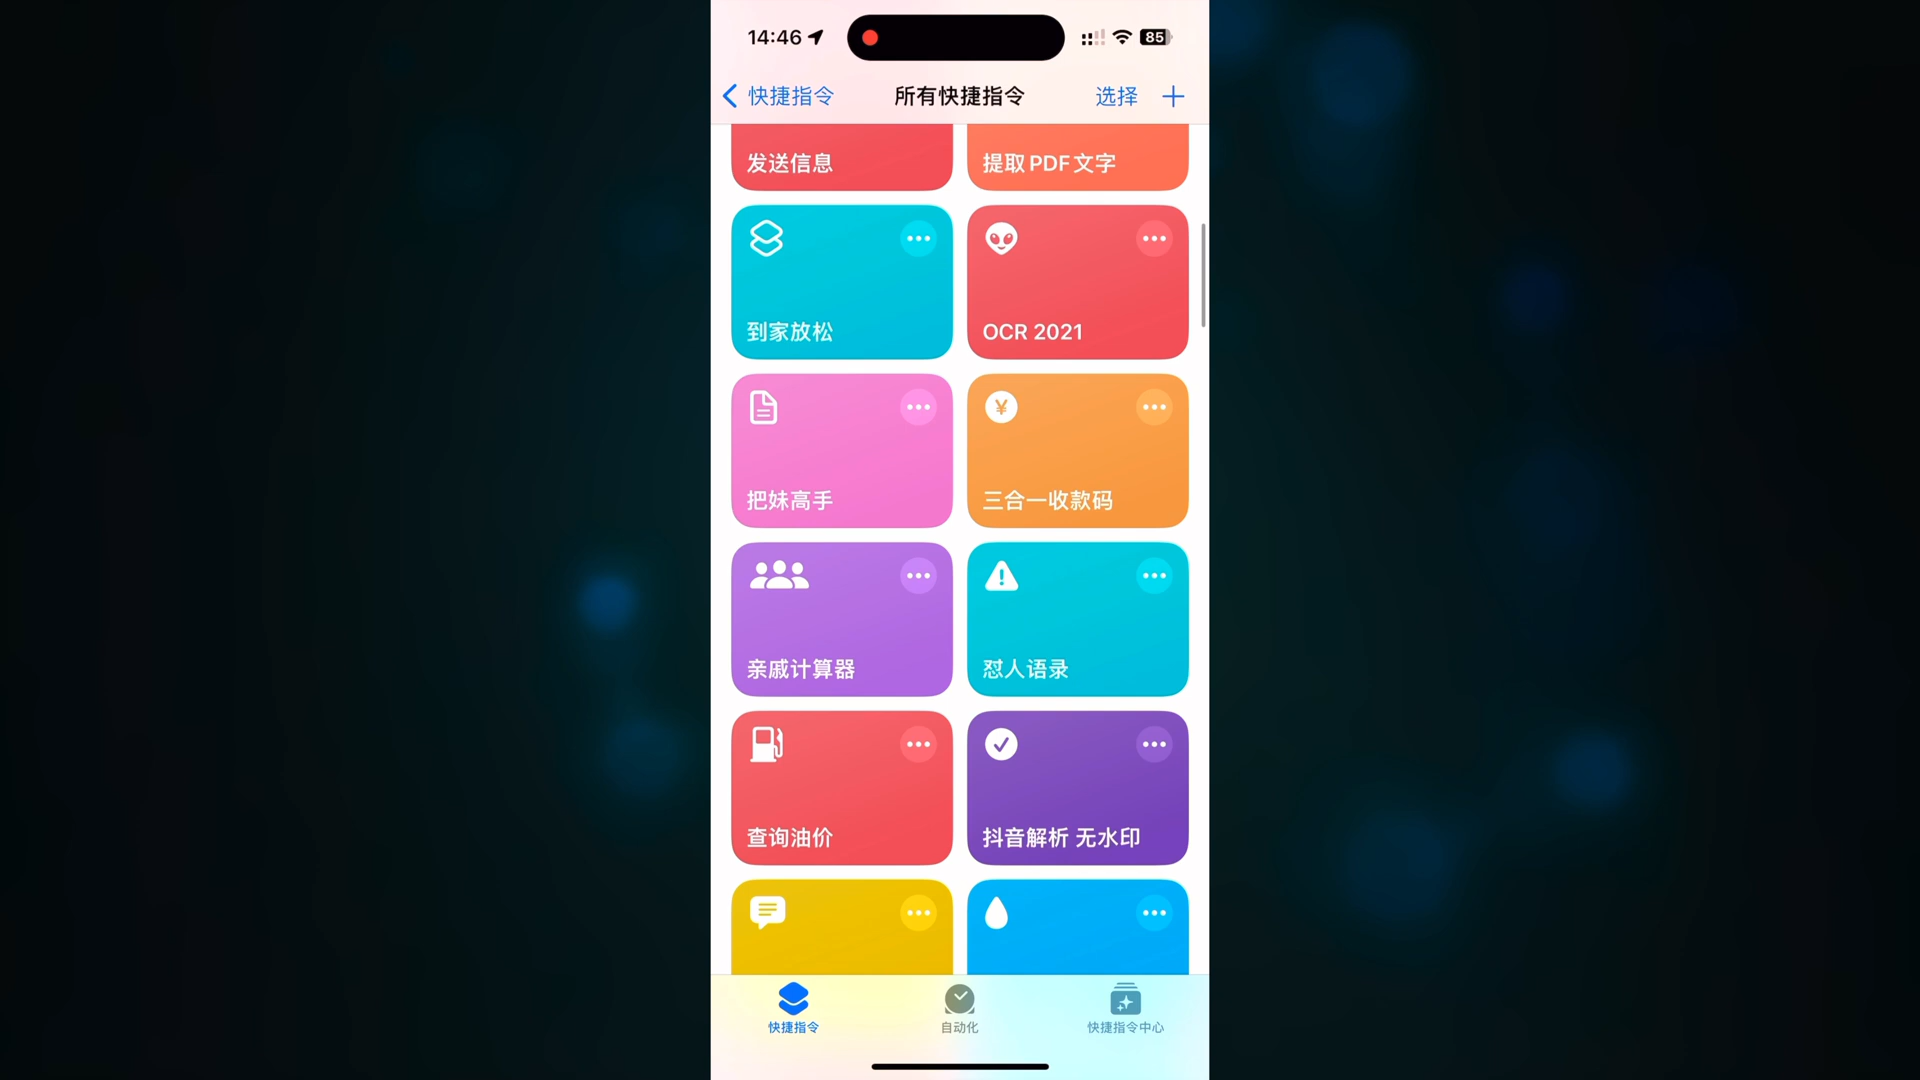 14:46
85
快捷指令
所有快捷指令
选择
发送信息
提取PDF文字
到家放松
OCR 2021
把妹高手
三合一收款码
亲戚计算器
怼人语录
查询油价
抖音解析 无水印
快捷指令
自动化
快捷指令中心